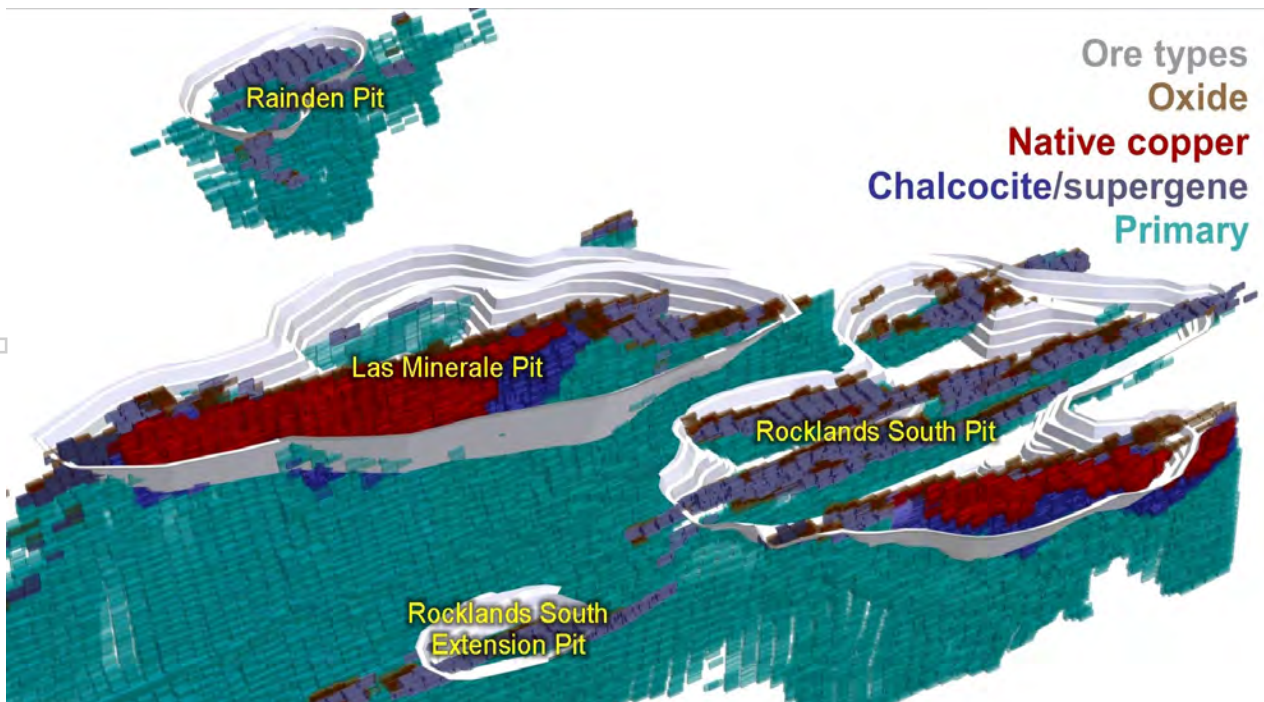 Ore types
Oxide
Native copper
Chalcocite/supergene
Primary
Rainden Pit
Las Minerale Pit
Rocklands South Pit
Rocklands South
Extension Pit